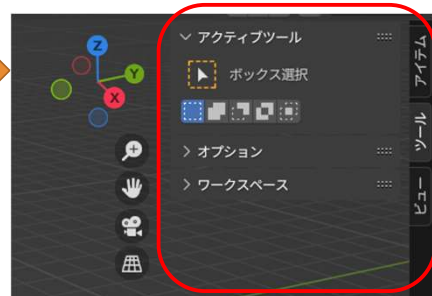 アクティブツール
ボックス選択
オプション
ワークスペース
アイテム
ツール
ビュー
Z
Y
X